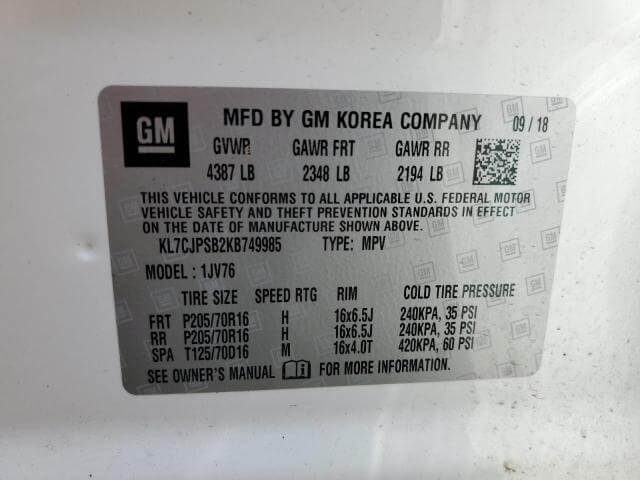 GM MFD BY GM KOREA COMPANY 09 / 18
GVWR GAWR FRT GAWR RR
4387 LB 2348 LB 2194 LB
THIS VEHICLE CONFORMS TO ALL APPLICABLE U.S. FEDERAL MOTOR
VEHICLE SAFETY AND THEFT PREVENTION STANDARDS IN EFFECT
ON THE DATE OF MANUFACTURE SHOWN ABOVE.
KL7CJPSB2KB749985 TYPE: MPV
MODEL : 1JV76
TIRE SIZE SPEED RTG RIM COLD TIRE PRESSURE
FRT P205/70R16 H 16x6.5J 240KPA, 35 PSI
RR P205/70R16 H 16x6.5J 240KPA, 35 PSI
SPA T125/70D16 M 16x4.0T 420KPA, 60 PSI
SEE OWNER'S MANUAL FOR MORE INFORMATION.